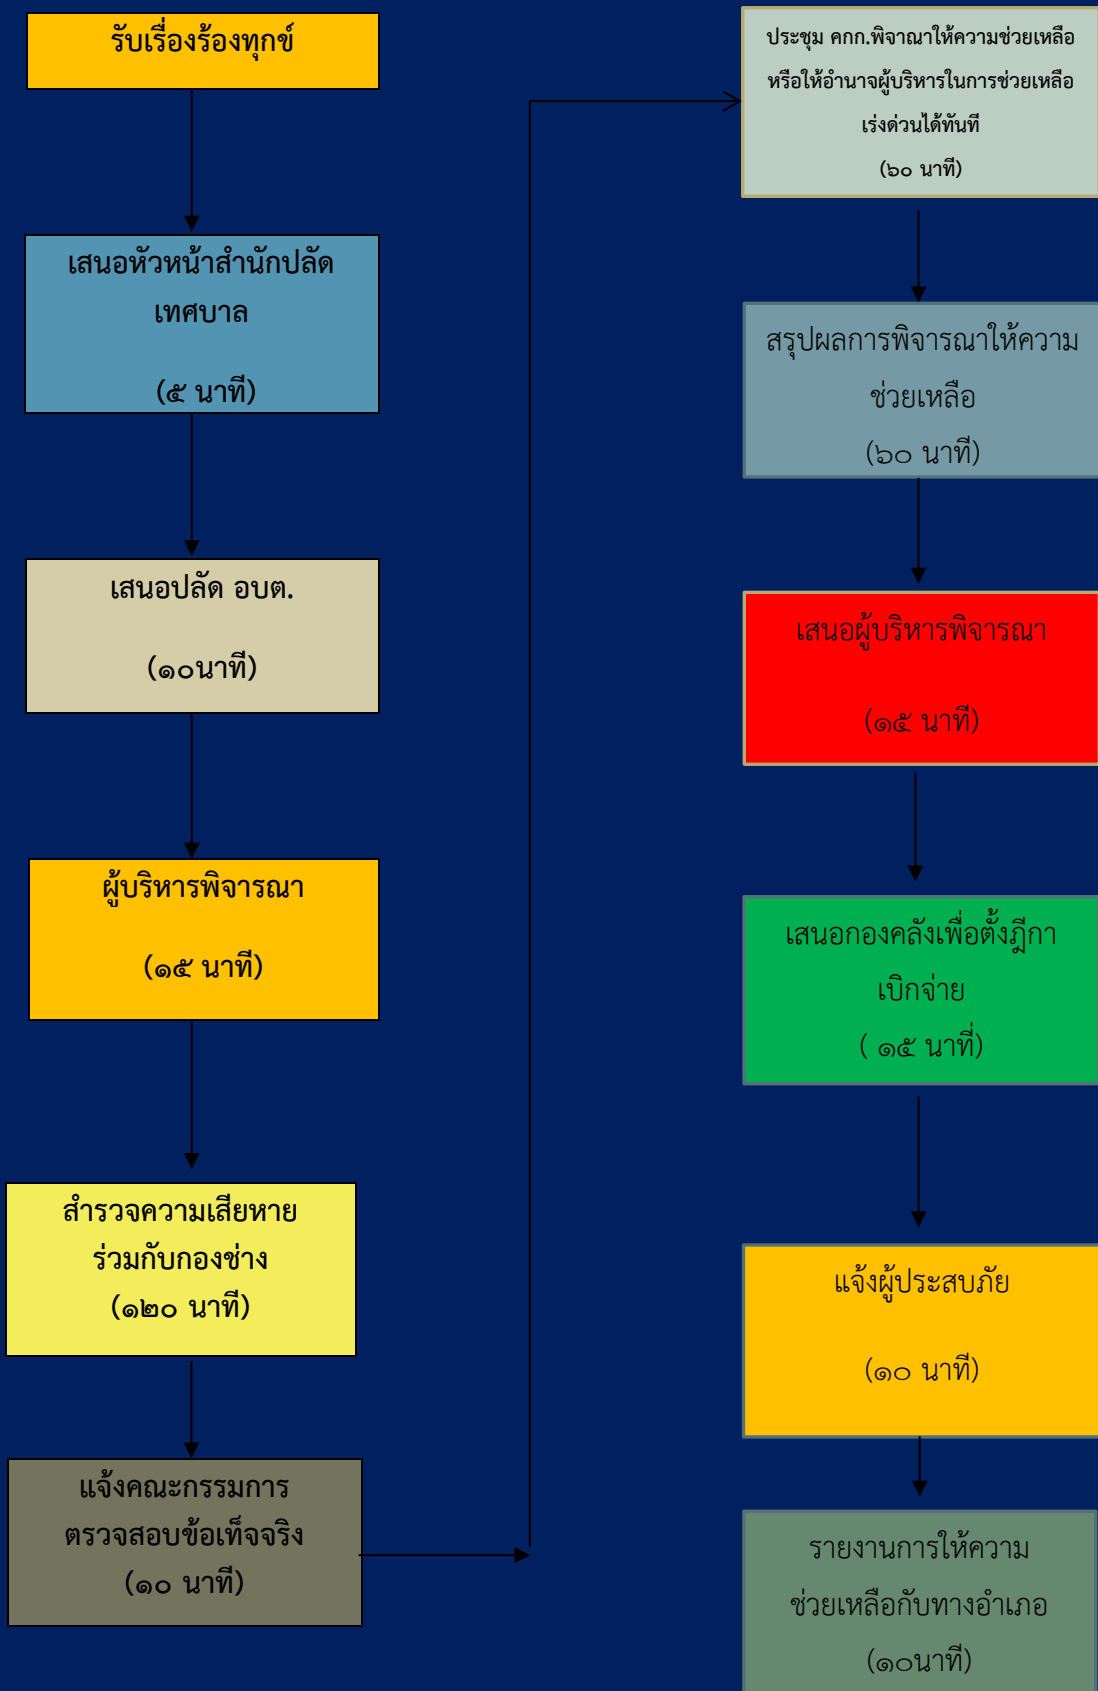 รับเรื่องร้องทุกข์
เสนอหัวหน้าสำนักปลัด
เทศบาล
(๕ นาที)
เสนอปลัด อบต.
(๑๐นาที)
ผู้บริหารพิจารณา
(๑๕ นาที)
สำรวจความเสียหาย
ร่วมกับกองช่าง
(๑๒๐ นาที)
แจ้งคณะกรรมการ
ตรวจสอบข้อเท็จจริง
(๑๐ นาที)
ประชุม คกก.พิจาณาให้ความช่วยเหลือ
หรือให้อำนาจผู้บริหารในการช่วยเหลือ
เร่งด่วนได้ทันที
(๖๐ นาที)
สรุปผลการพิจารณาให้ความ
ช่วยเหลือ
(๖๐ นาที)
เสนอผู้บริหารพิจารณา
(๑๕ นาที)
เสนอกองคลังเพื่อตั้งฎีกา
เบิกจ่าย
( ๑๕ นาที่)
แจ้งผู้ประสบภัย
(๑๐ นาที)
รายงานการให้ความ
ช่วยเหลือกับทางอำเภอ
(๑๐นาที)